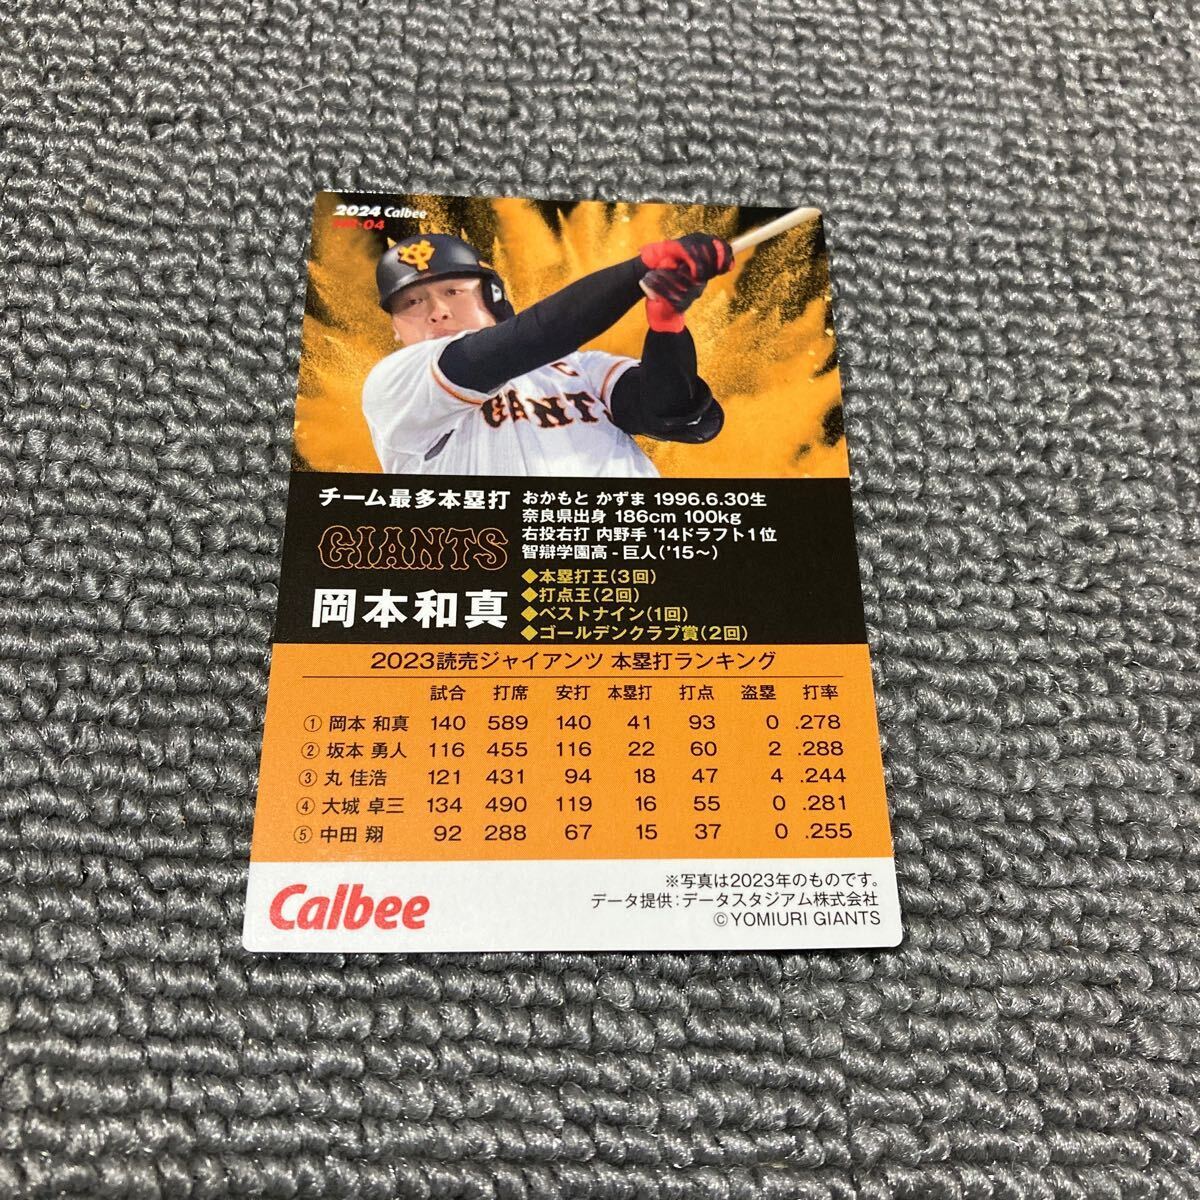 2024 Calbee
-04
GIANTS
チーム最多本塁打
GIANTS
岡本和真
おかもと かずま 1996.6.30生
奈良県出身 186cm 100kg
右投右打 内野手 '14ドラフト1位
智辯学園高 - 巨人('15〜)
◆本塁打王(3回)
◆打点王(2回)
◆ベストナイン(1回)
◆ゴールデンクラブ賞(2回)
2023読売ジャイアンツ 本塁打ランキング
試合 打席 安打 本塁打 打点 盗塁 打率
① 岡本 和真 140 589 140 41 93 0 .278
② 坂本 勇人 116 455 116 22 60 2 .288
③ 丸 佳浩 121 431 94 18 47 4 .244
④ 大城 卓三 134 490 119 16 55 0 .281
⑤ 中田 翔 92 288 67 15 37 0 .255
Calbee
※写真は2023年のものです。
データ提供:データスタジアム株式会社
©YOMIURI GIANTS